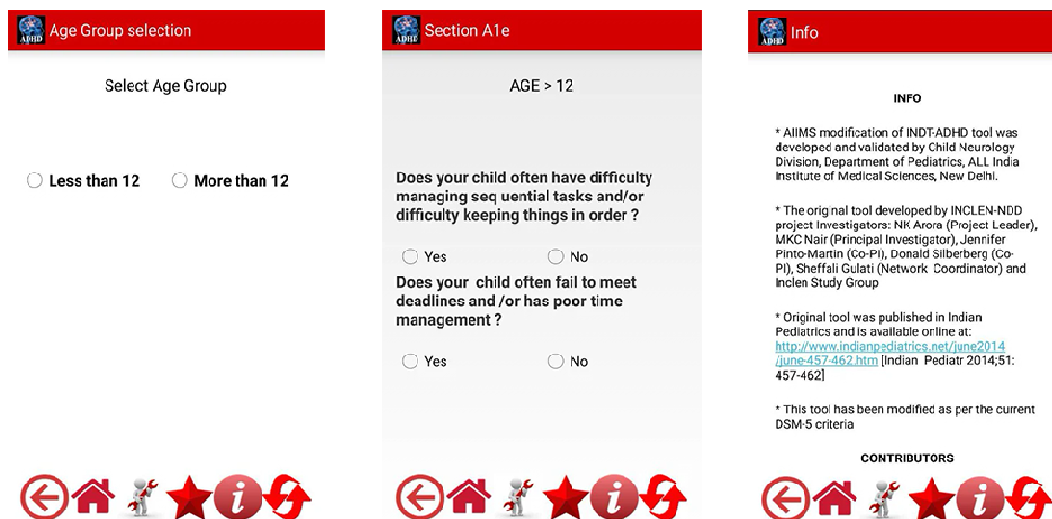 ADHD
Age Group selection
Select Age Group
Less than 12
More than 12
ADHD
Section A1e
AGE > 12
Does your child often have difficulty
managing seq uential tasks and/or
difficulty keeping things in order ?
Yes
No
Does your child often fail to meet
deadlines and /or has poor time
management ?
Yes
No
ADHD
Info
INFO
* AIIMS modification of INDT-ADHD tool was
developed and validated by Child Neurology
Division, Department of Pediatrics, ALL India
Institute of Medical Sciences, New Delhi.
* The original tool developed by INCLEN-NDD
project Investigators: NK Arora (Project Leader),
MKC Nair (Principal Investigator), Jennifer
Pinto-Martin (Co-PI), Donald Silberberg (Co-
PI), Sheffali Gulati (Network Coordinator) and
Inclen Study Group
* Original tool was published in Indian
Pediatrics and is available online at:
http://www.indianpediatrics.net/june2014
/june-457-462.htm [Indian Pediatr 2014;51:
457-462]
* This tool has been modified as per the current
DSM-5 criteria
CONTRIBUTORS